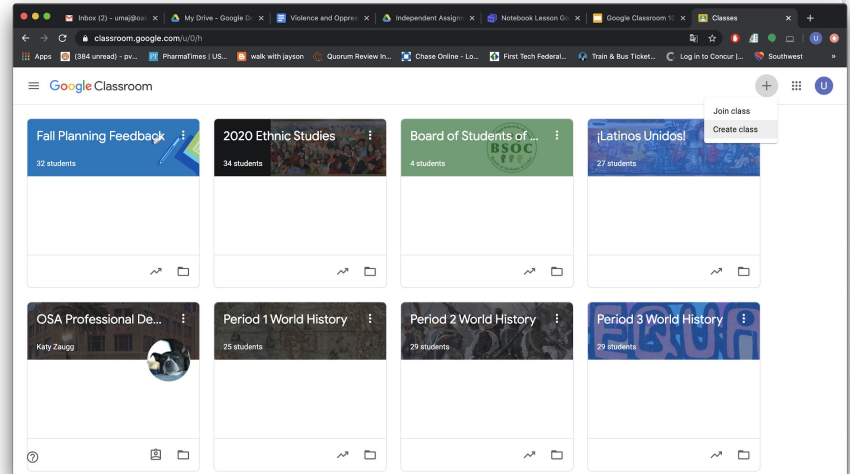 Inbox (2) - umaj@oa
My Drive - Google Dr
Violence and Oppres
Independent Assignm
Notebook Lesson Go
Google Classroom 10
Classes
classroom.google.com/u/0/h
Apps
(384 unread) - pv...
PharmaTimes | US...
walk with jayson
Quorum Review In...
Chase Online - Lo...
First Tech Federal...
Train & Bus Ticket...
Log in to Concur |...
Southwest
»
Google Classroom
U
Join class
Create class
Fall Planning Feedback
32 students
2020 Ethnic Studies
34 students
Board of Students of ...
4 students
BSOC
¡Latinos Unidos!
27 students
OSA Professional De...
Katy Zaugg
Period 1 World History
25 students
Period 2 World History
29 students
Period 3 World History
29 students
EQUA